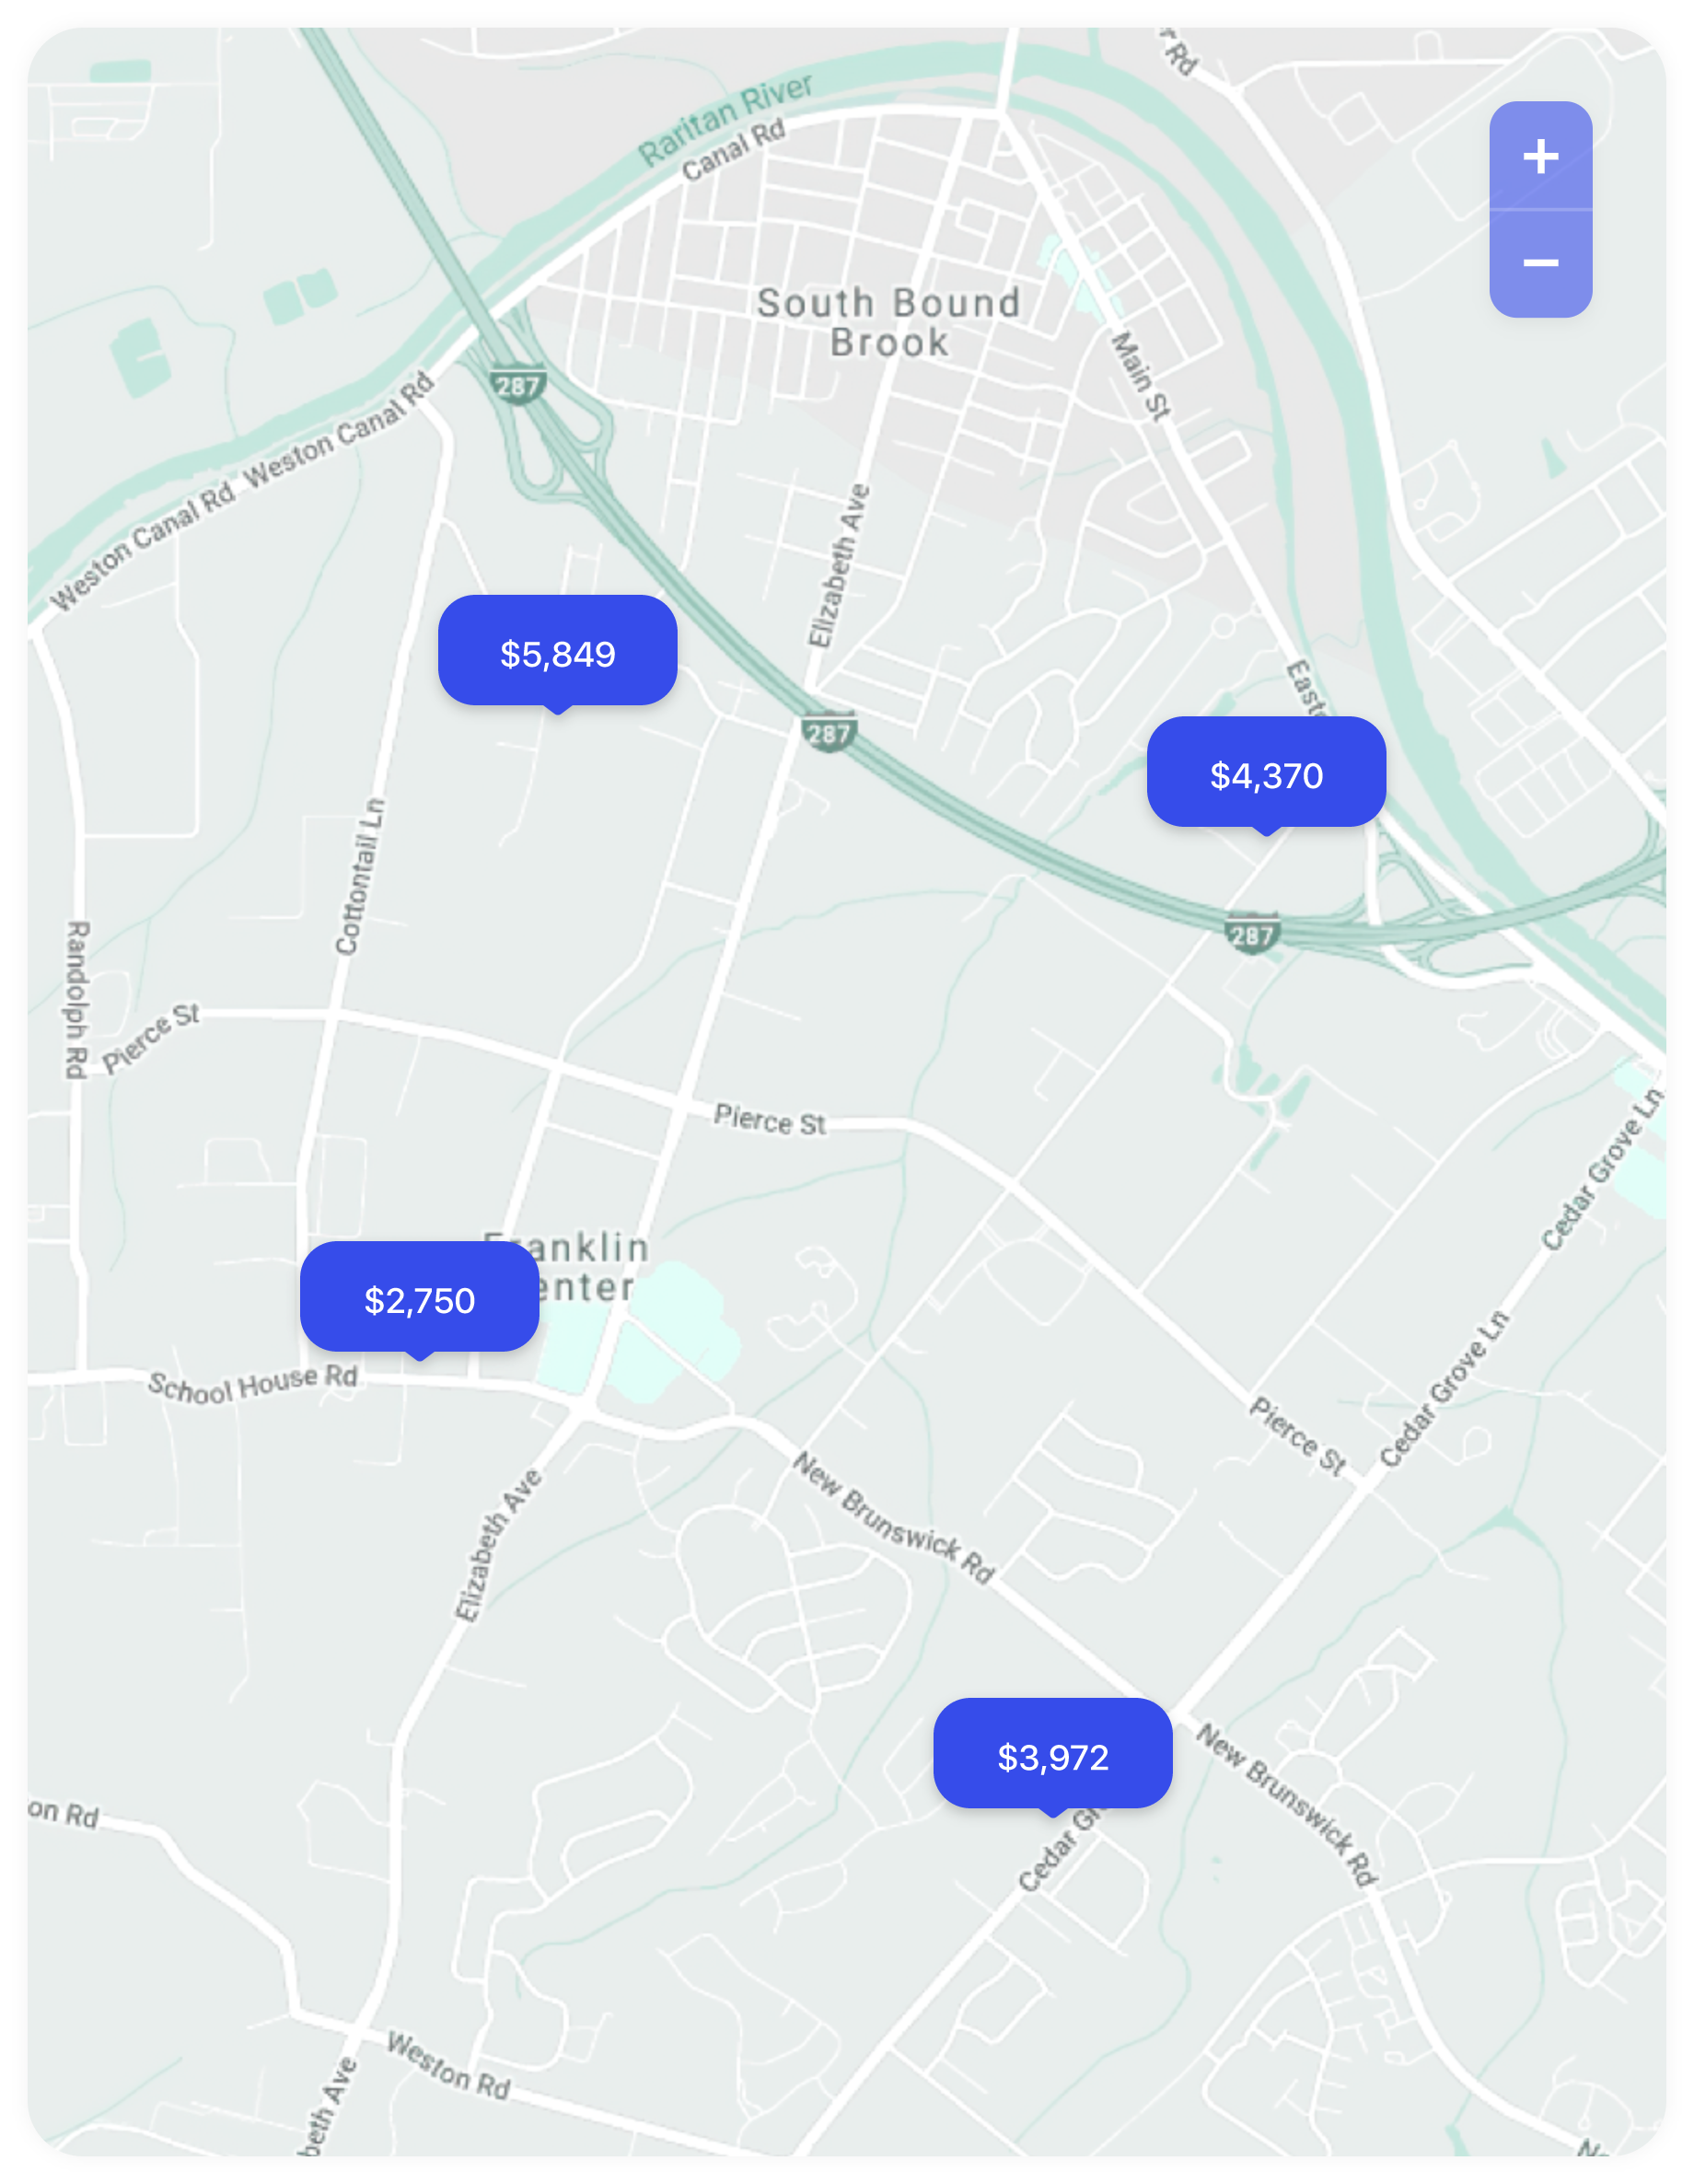 r Rd
Raritan River
Canal Rd
+
−
South Bound
Brook
Main St
287
Weston Canal Rd
Weston Canal Rd
Elizabeth Ave
$5,849
287
$4,370
287
Cottontail Ln
Randolph Rd
Pierce St
Pierce St
Cedar Grove Ln
Franklin
enter
$2,750
School House Rd
Cedar Grove Ln
Pierce St
New Brunswick Rd
Elizabeth Ave
$3,972
New Brunswick Rd
Cedar Gr
on Rd
Weston Rd
beth Ave